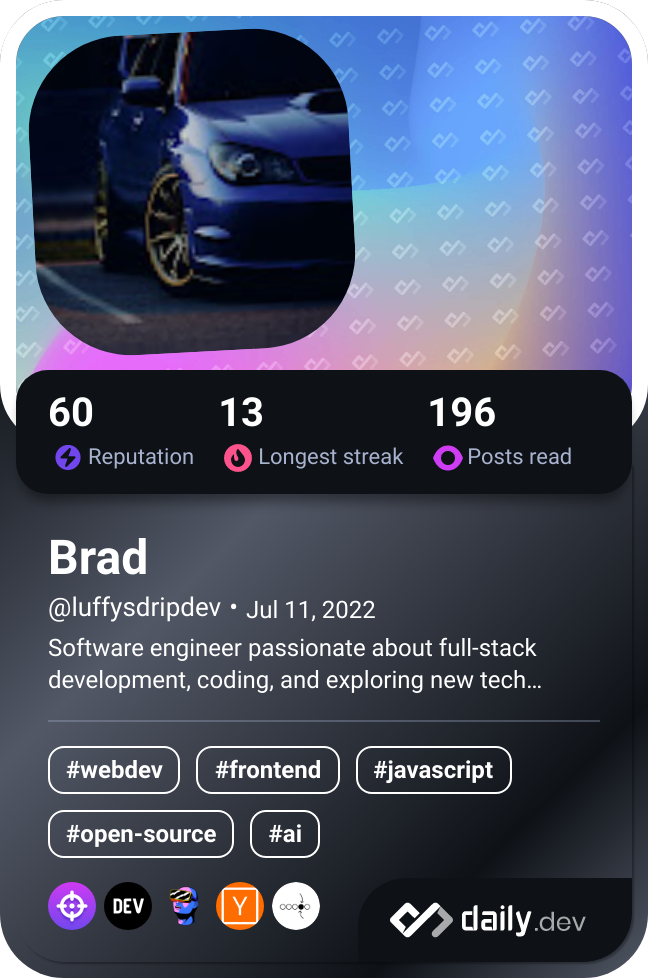 60 13 196
Reputation Longest streak Posts read
Brad
@luffysdripdev • Jul 11, 2022
Software engineer passionate about full-stack
development, coding, and exploring new tech…
#webdev #frontend #javascript
#open-source #ai
DEV Y
daily.dev